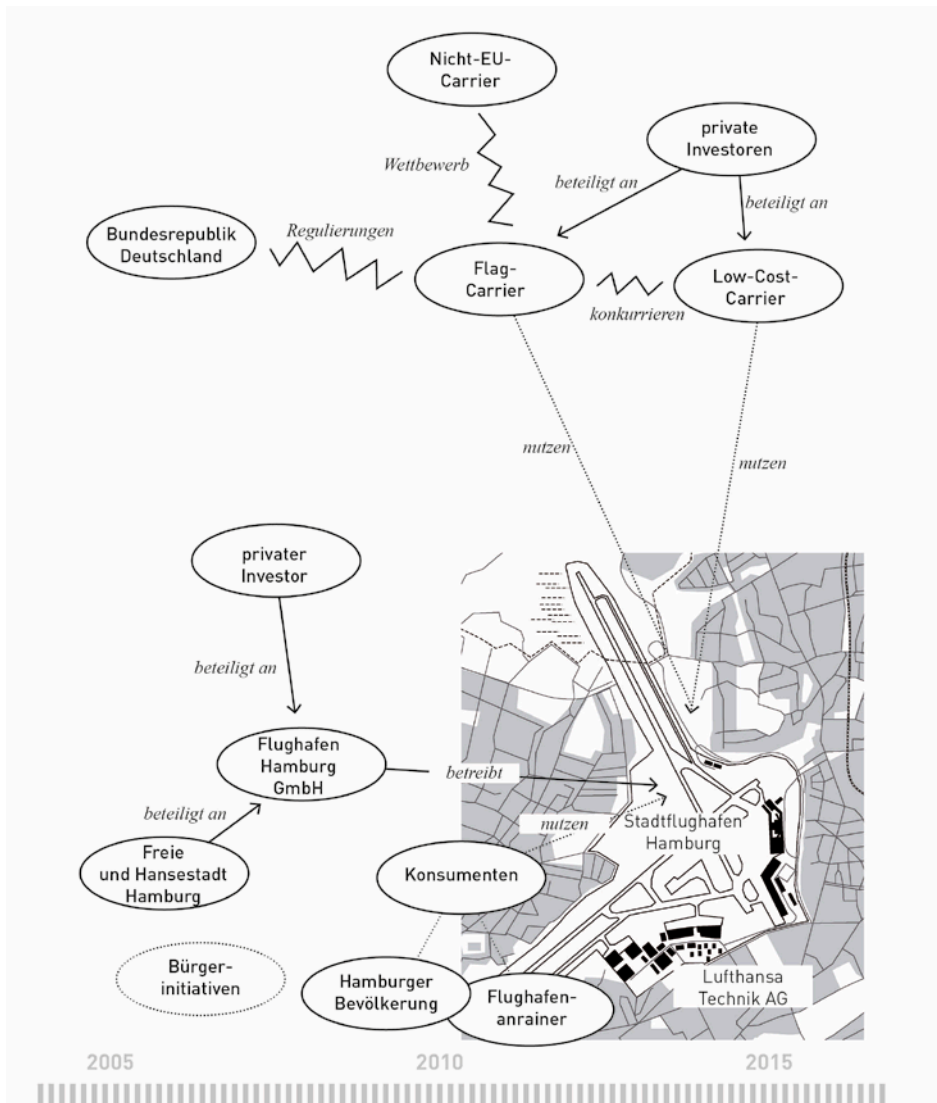 Nicht-EU-
Carrier
private
Investoren
Wettbewerb
beteiligt an
beteiligt an
Bundesrepublik
Deutschland
Regulierungen
Flag-
Carrier
Low-Cost-
Carrier
konkurrieren
nutzen
nutzen
privater
Investor
beteiligt an
Flughafen
Hamburg
GmbH
betreibt
beteiligt an
nutzen
Stadtflughafen
Hamburg
Freie
und Hansestadt
Hamburg
Konsumenten
Bürger-
initiativen
Hamburger
Bevölkerung
Flughafen-
anrainer
Lufthansa
Technik AG
2005
2010
2015